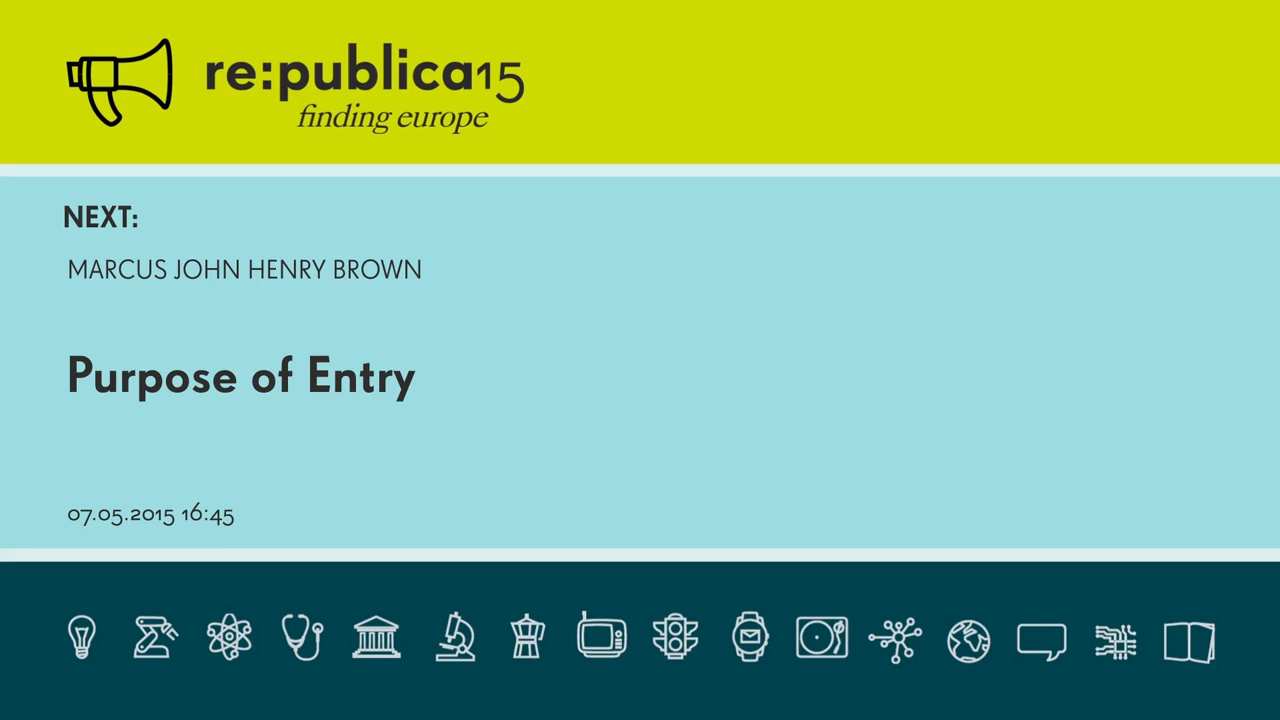 re:publica15
finding europe
NEXT:
MARCUS JOHN HENRY BROWN
Purpose of Entry
07.05.2015 16:45